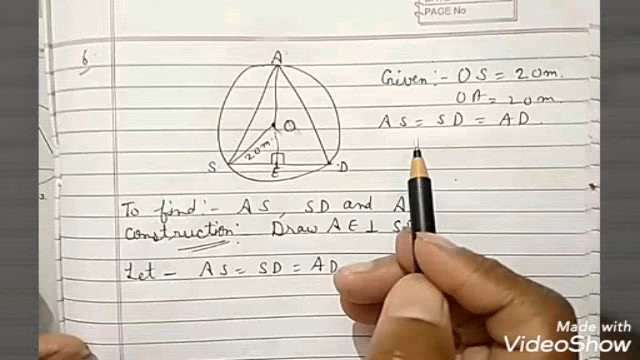 PAGE No
6
A
Given:- OS = 20m.
OA = 20m.
AS = SD = AD.
O
20m.
S
E
D
To find:- AS, SD and A
Construction: Draw AE ⊥ S
Let - AS = SD = AD
Made with
VideoShow